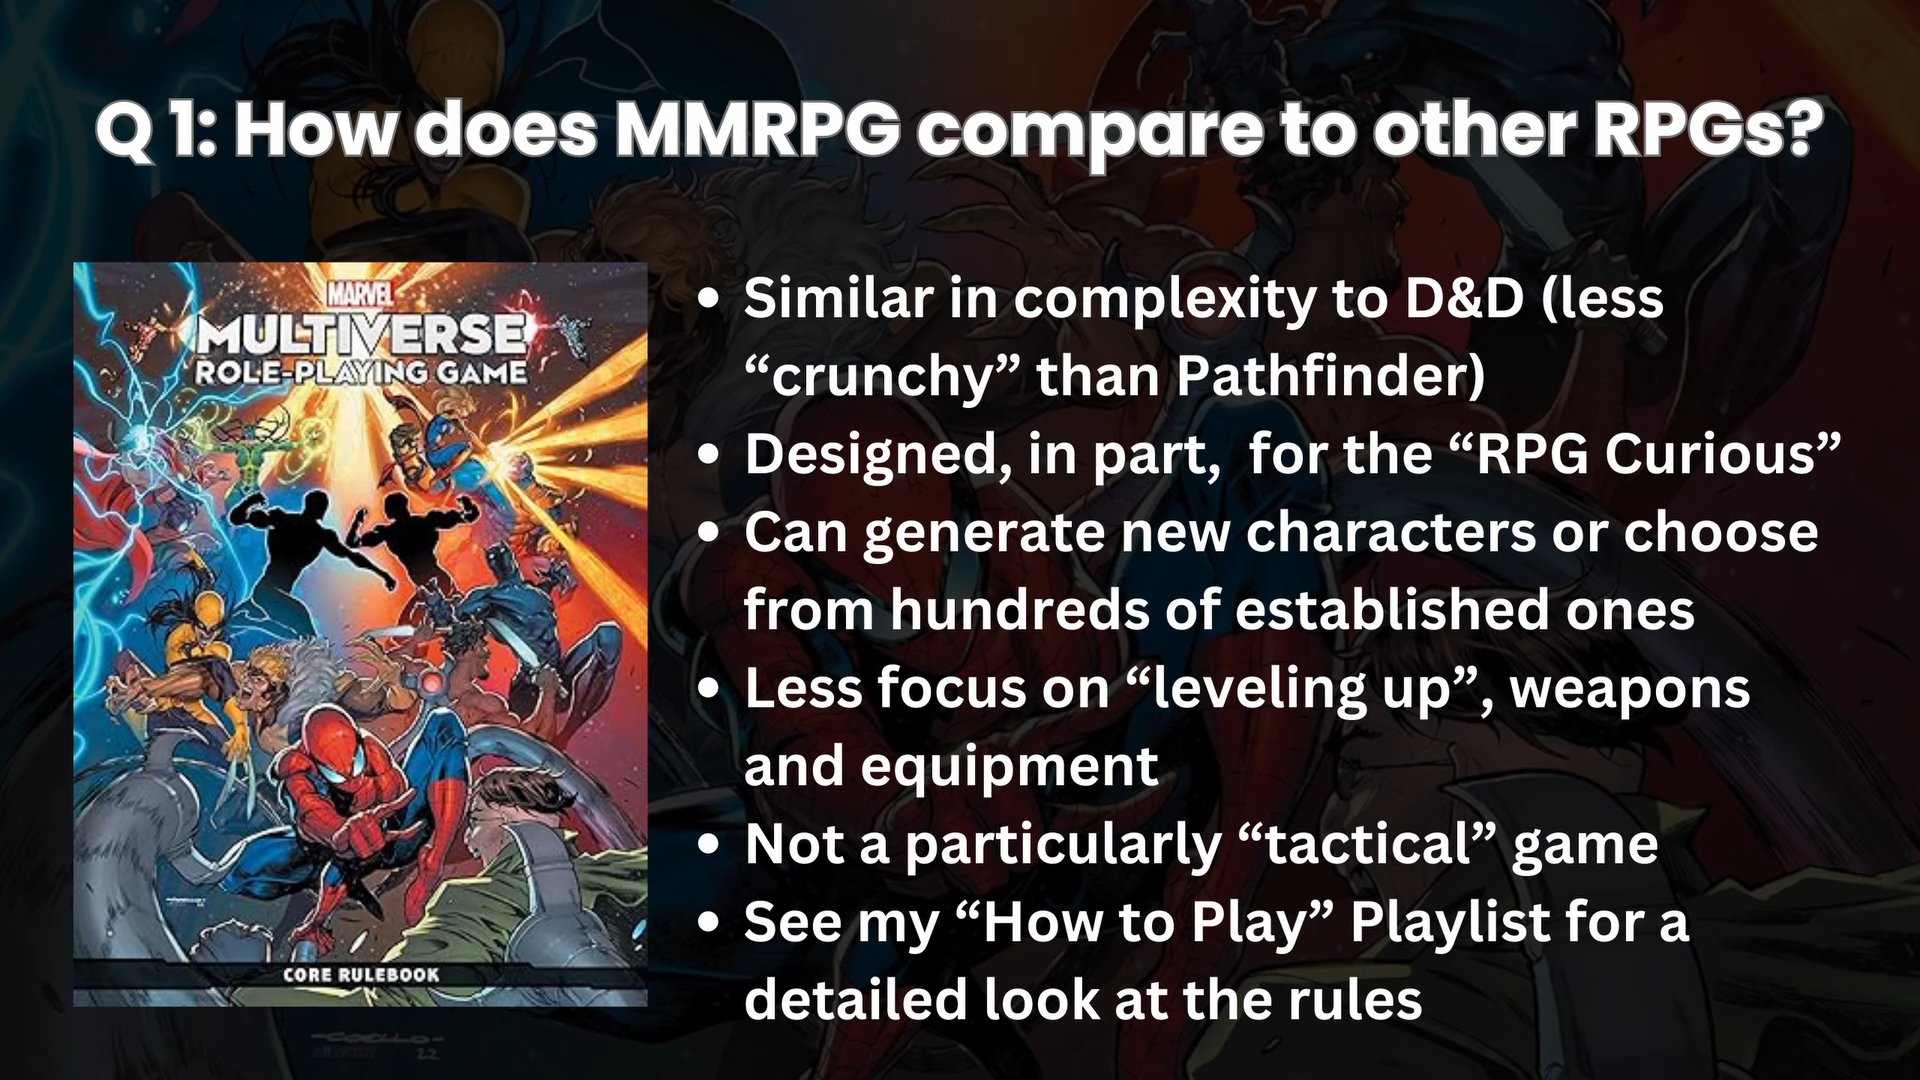 Q 1: How does MMRPG compare to other RPGs?
MARVEL
MULTIVERSE
ROLE-PLAYING GAME
CORE RULEBOOK
• Similar in complexity to D&D (less
“crunchy” than Pathfinder)
• Designed, in part,  for the “RPG Curious”
• Can generate new characters or choose
from hundreds of established ones
• Less focus on “leveling up”, weapons
and equipment
• Not a particularly “tactical” game
• See my “How to Play” Playlist for a
detailed look at the rules
22